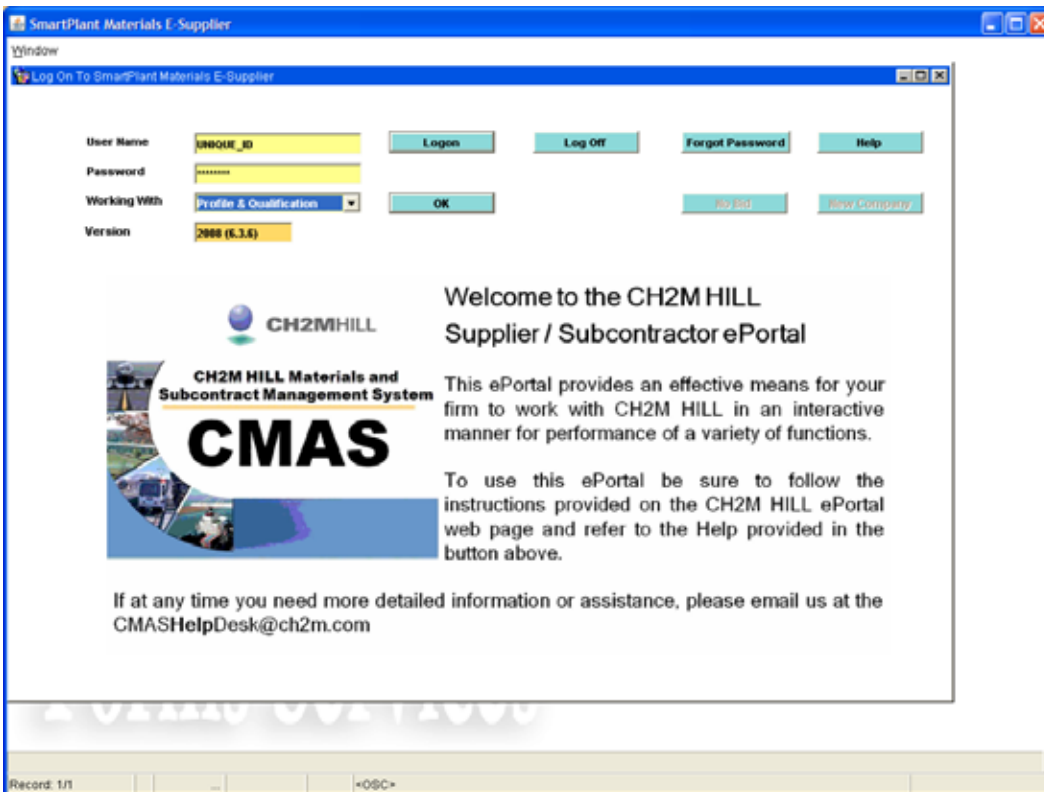 SmartPlant Materials E-Supplier
Window
Log On To SmartPlant Materials E-Supplier
User Name UNIQUE_ID Logon Log Off Forgot Password Help
Password ********
Working With Profile & Qualification OK No Bid New Company
Version 2008 (6.3.6)
CH2MHILL
CH2M HILL Materials and
Subcontract Management System
CMAS
Welcome to the CH2M HILL
Supplier / Subcontractor ePortal
This ePortal provides an effective means for your
firm to work with CH2M HILL in an interactive
manner for performance of a variety of functions.
To use this ePortal be sure to follow the
instructions provided on the CH2M HILL ePortal
web page and refer to the Help provided in the
button above.
If at any time you need more detailed information or assistance, please email us at the
CMASHelpDesk@ch2m.com
Forms Services
Record: 1/1 ... <OSC>